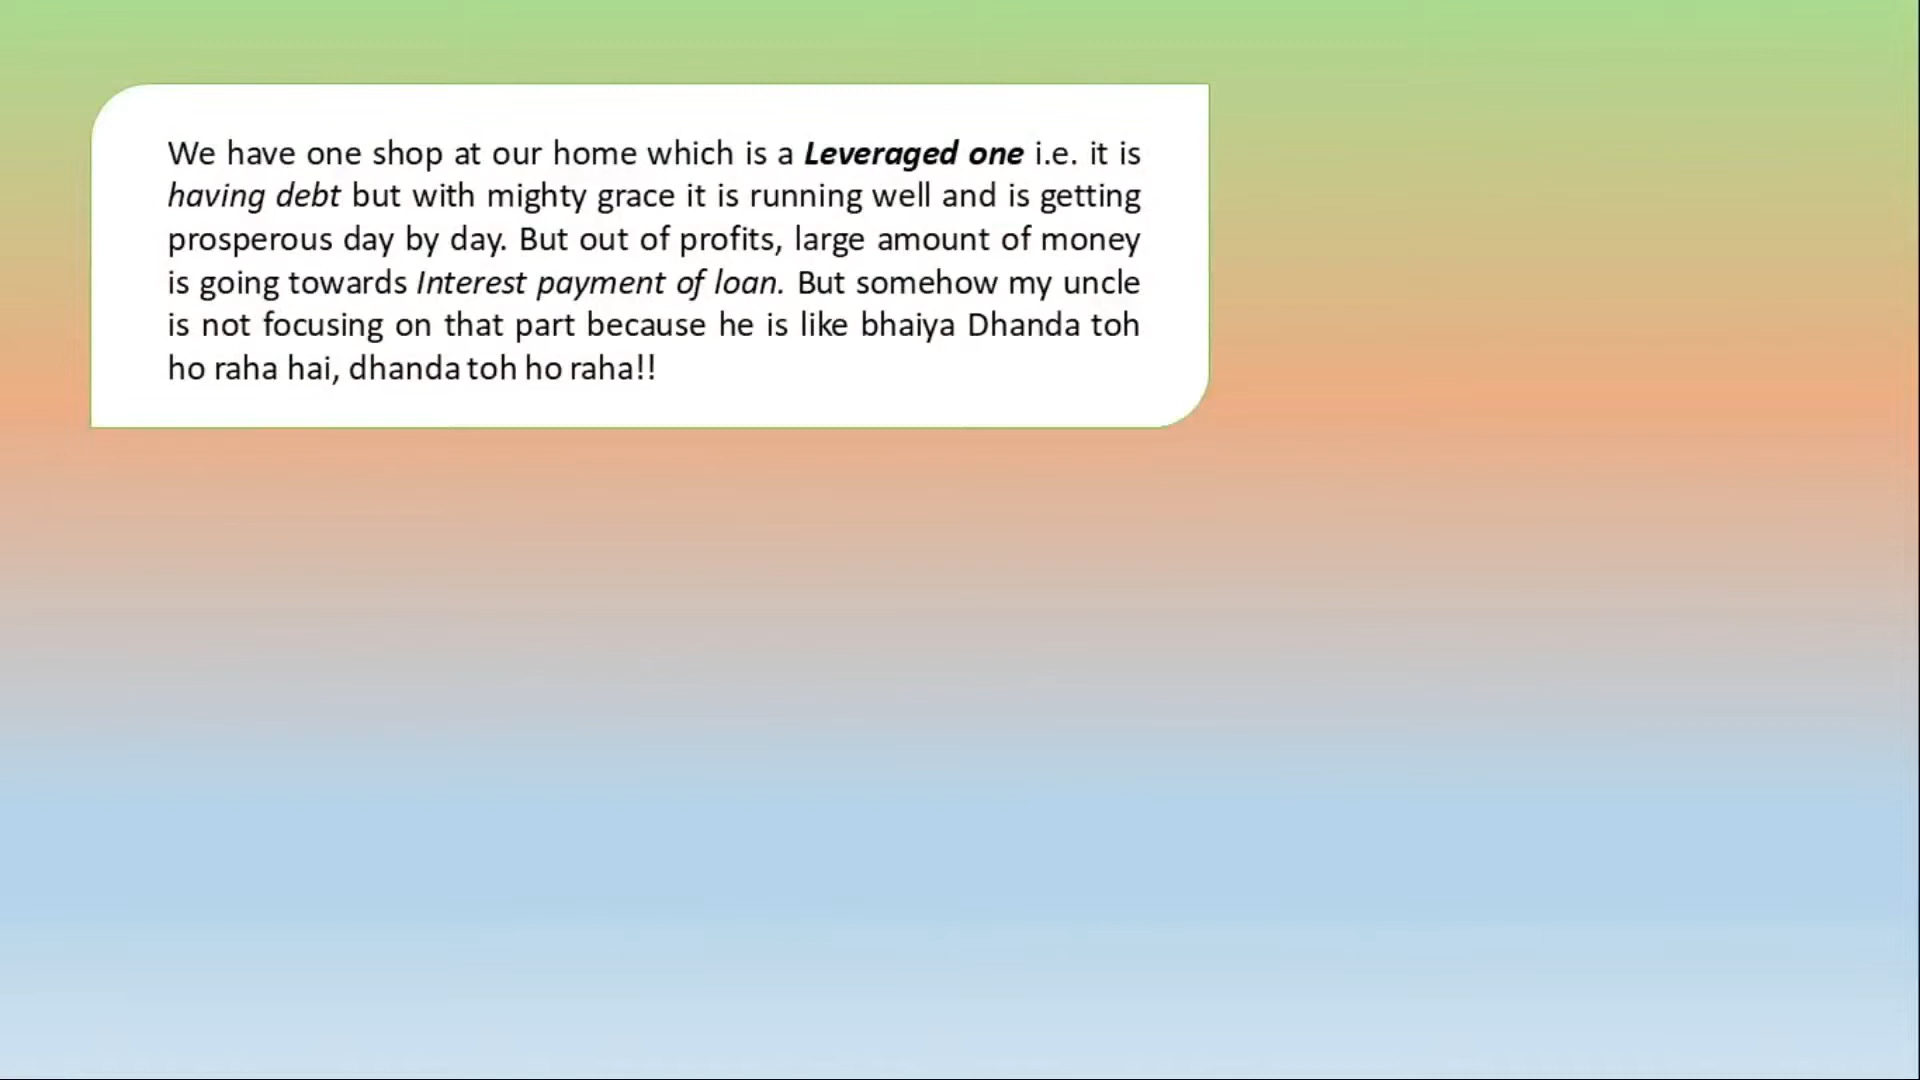 We have one shop at our home which is a Leveraged one i.e. it is
having debt but with mighty grace it is running well and is getting
prosperous day by day. But out of profits, large amount of money
is going towards Interest payment of loan. But somehow my uncle
is not focusing on that part because he is like bhaiya Dhanda toh
ho raha hai, dhanda toh ho raha!!